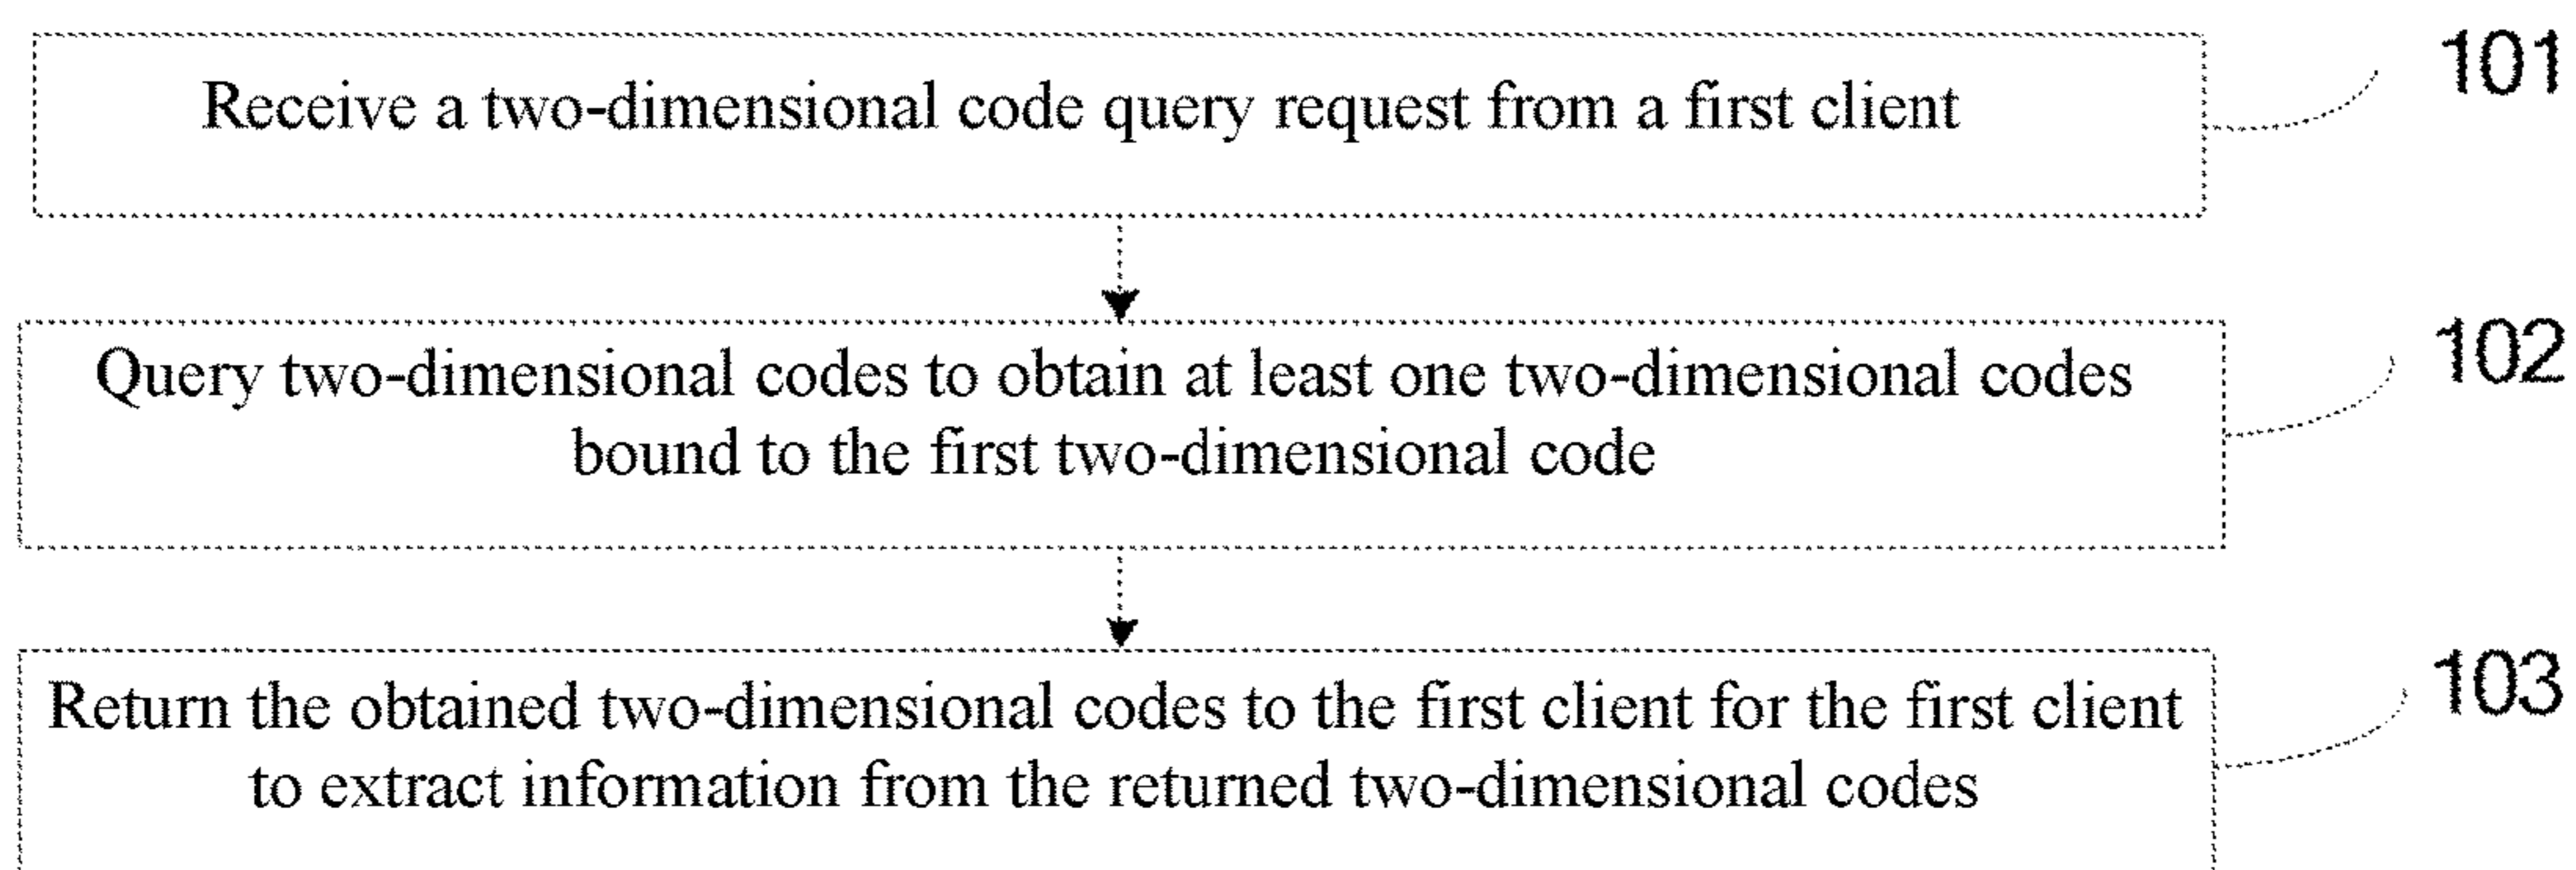 Receive a two-dimensional code query request from a first client
101
Query two-dimensional codes to obtain at least one two-dimensional codes
bound to the first two-dimensional code
102
Return the obtained two-dimensional codes to the first client for the first client
to extract information from the returned two-dimensional codes
103